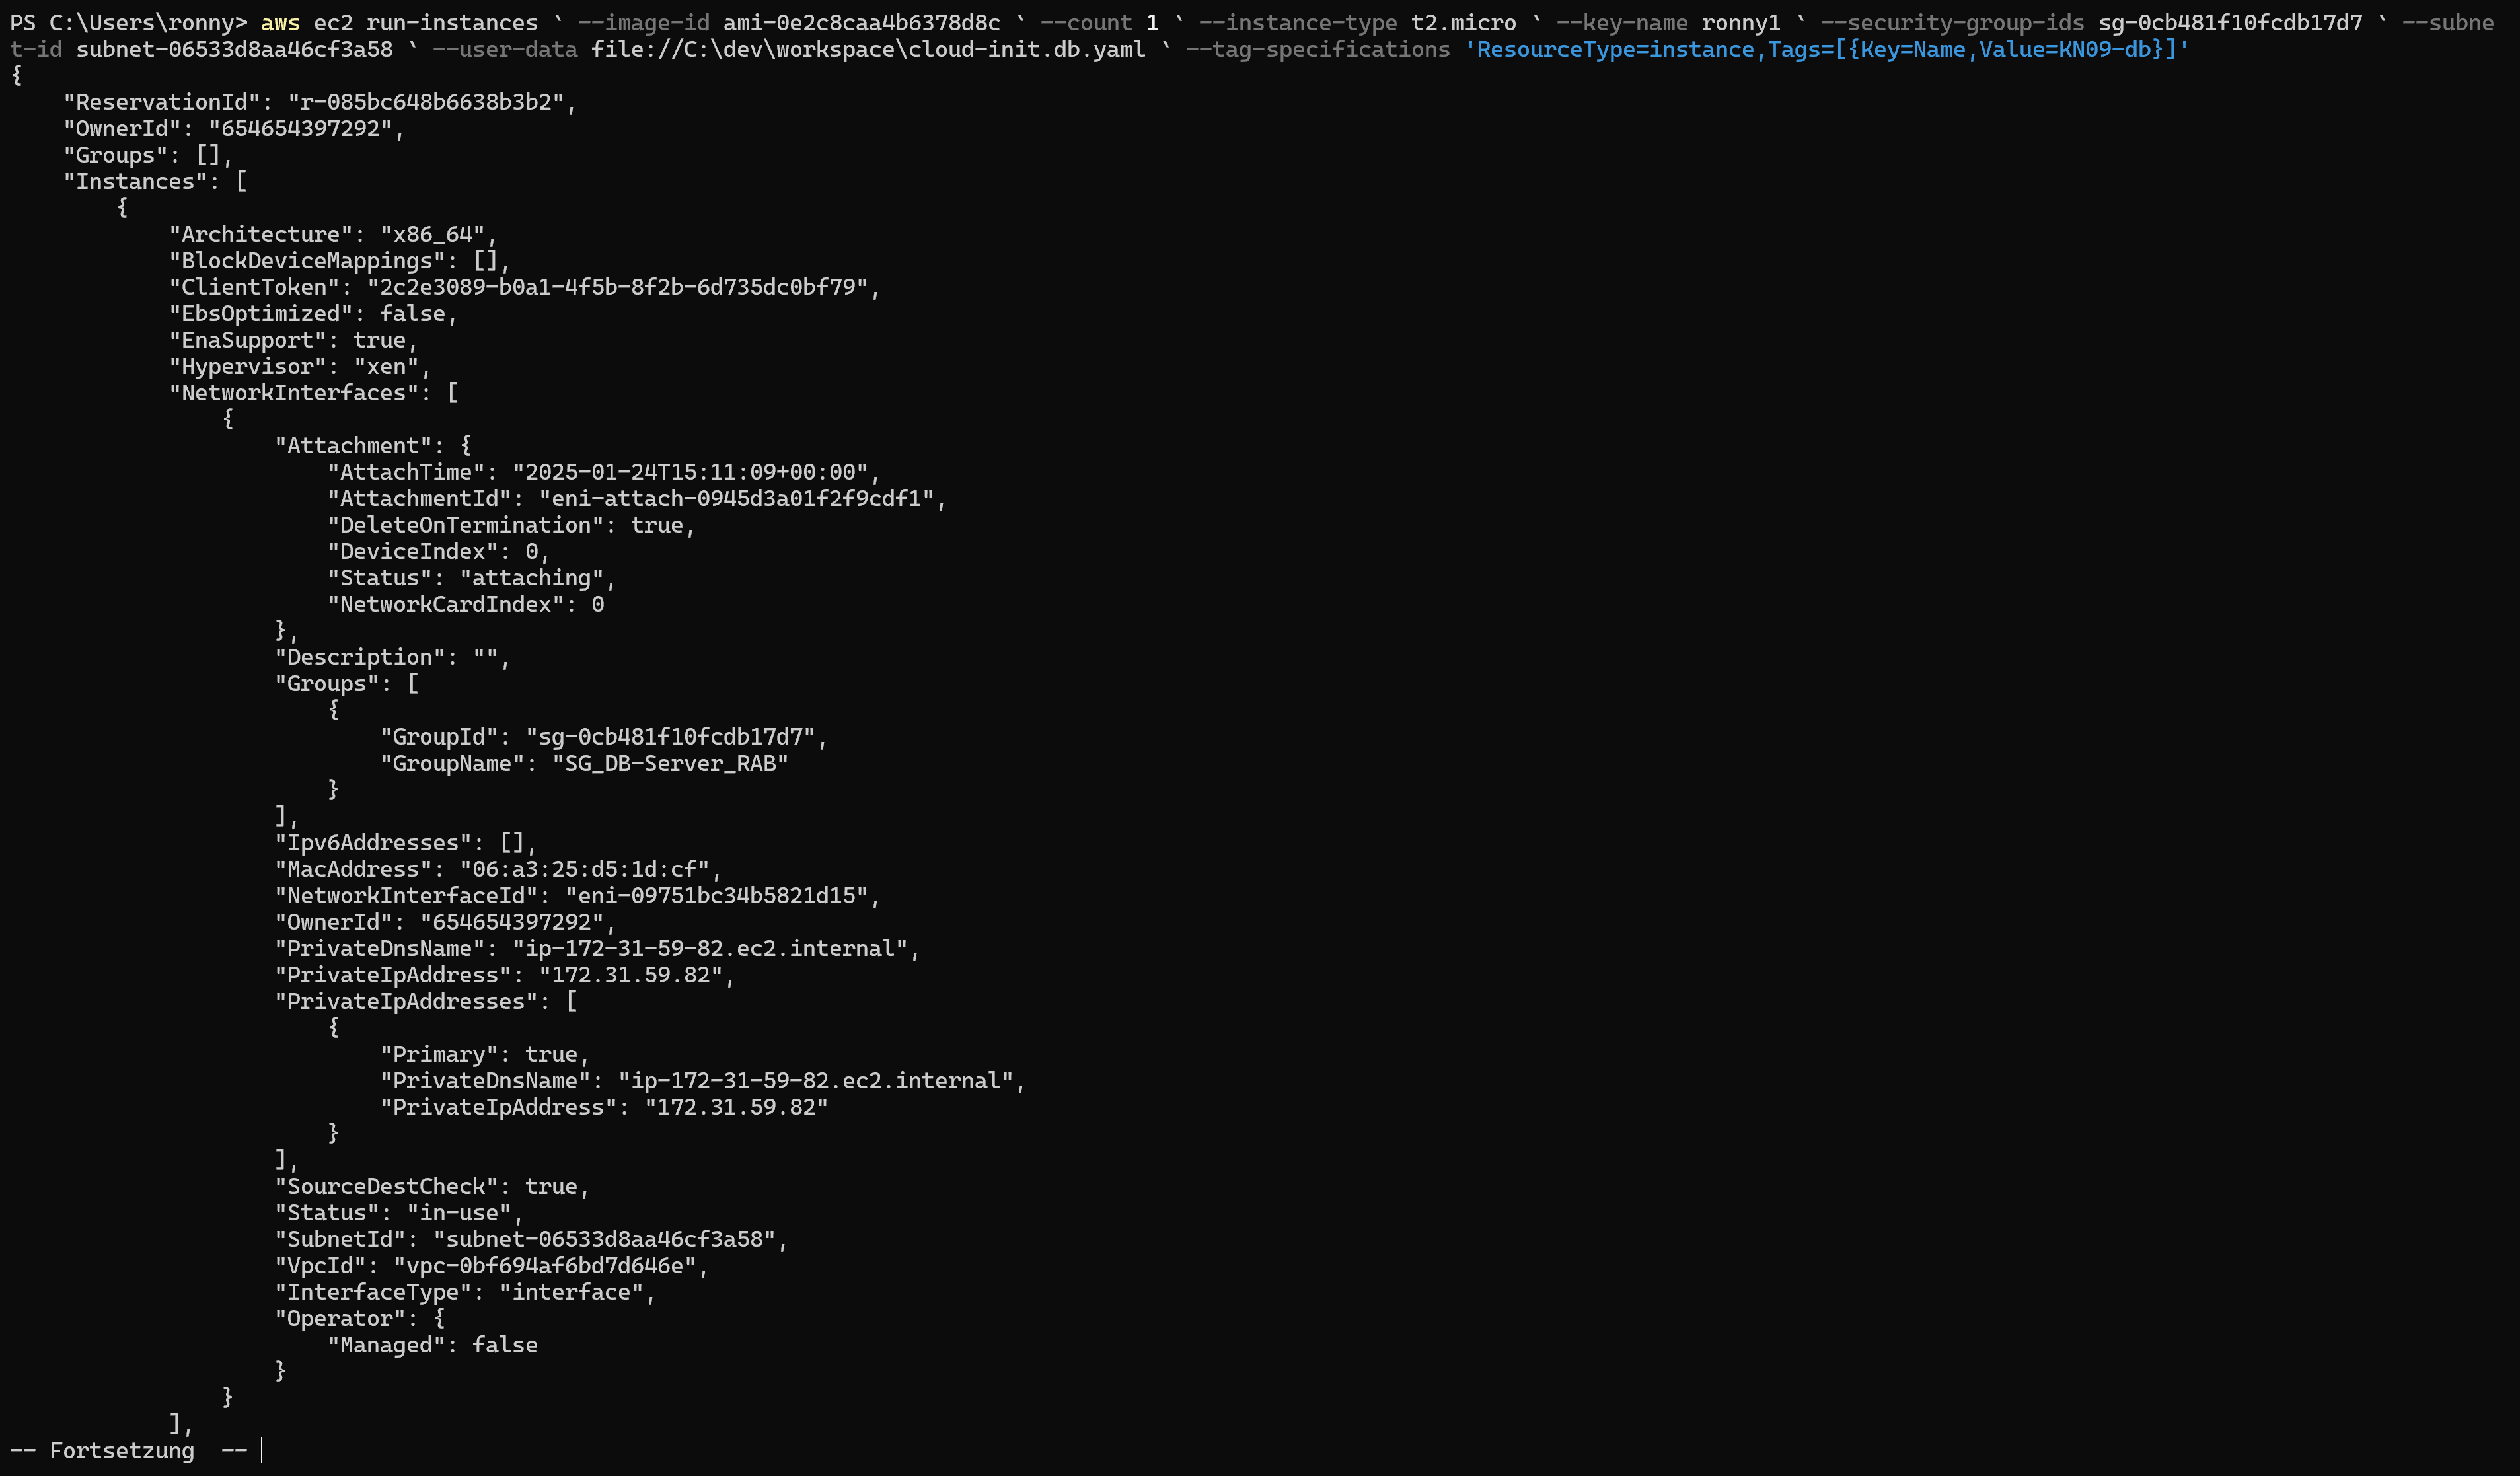 PS C:\Users\ronny> aws ec2 run-instances ` --image-id ami-0e2c8caa4b6378d8c ` --count 1 ` --instance-type t2.micro ` --key-name ronny1 ` --security-group-ids sg-0cb481f10fcdb17d7 ` --subne
t-id subnet-06533d8aa46cf3a58 ` --user-data file://C:\dev\workspace\cloud-init.db.yaml ` --tag-specifications 'ResourceType=instance,Tags=[{Key=Name,Value=KN09-db}]'
{
    "ReservationId": "r-085bc648b6638b3b2",
    "OwnerId": "654654397292",
    "Groups": [],
    "Instances": [
        {
            "Architecture": "x86_64",
            "BlockDeviceMappings": [],
            "ClientToken": "2c2e3089-b0a1-4f5b-8f2b-6d735dc0bf79",
            "EbsOptimized": false,
            "EnaSupport": true,
            "Hypervisor": "xen",
            "NetworkInterfaces": [
                {
                    "Attachment": {
                        "AttachTime": "2025-01-24T15:11:09+00:00",
                        "AttachmentId": "eni-attach-0945d3a01f2f9cdf1",
                        "DeleteOnTermination": true,
                        "DeviceIndex": 0,
                        "Status": "attaching",
                        "NetworkCardIndex": 0
                    },
                    "Description": "",
                    "Groups": [
                        {
                            "GroupId": "sg-0cb481f10fcdb17d7",
                            "GroupName": "SG_DB-Server_RAB"
                        }
                    ],
                    "Ipv6Addresses": [],
                    "MacAddress": "06:a3:25:d5:1d:cf",
                    "NetworkInterfaceId": "eni-09751bc34b5821d15",
                    "OwnerId": "654654397292",
                    "PrivateDnsName": "ip-172-31-59-82.ec2.internal",
                    "PrivateIpAddress": "172.31.59.82",
                    "PrivateIpAddresses": [
                        {
                            "Primary": true,
                            "PrivateDnsName": "ip-172-31-59-82.ec2.internal",
                            "PrivateIpAddress": "172.31.59.82"
                        }
                    ],
                    "SourceDestCheck": true,
                    "Status": "in-use",
                    "SubnetId": "subnet-06533d8aa46cf3a58",
                    "VpcId": "vpc-0bf694af6bd7d646e",
                    "InterfaceType": "interface",
                    "Operator": {
                        "Managed": false
                    }
                }
            ],
-- Fortsetzung  --